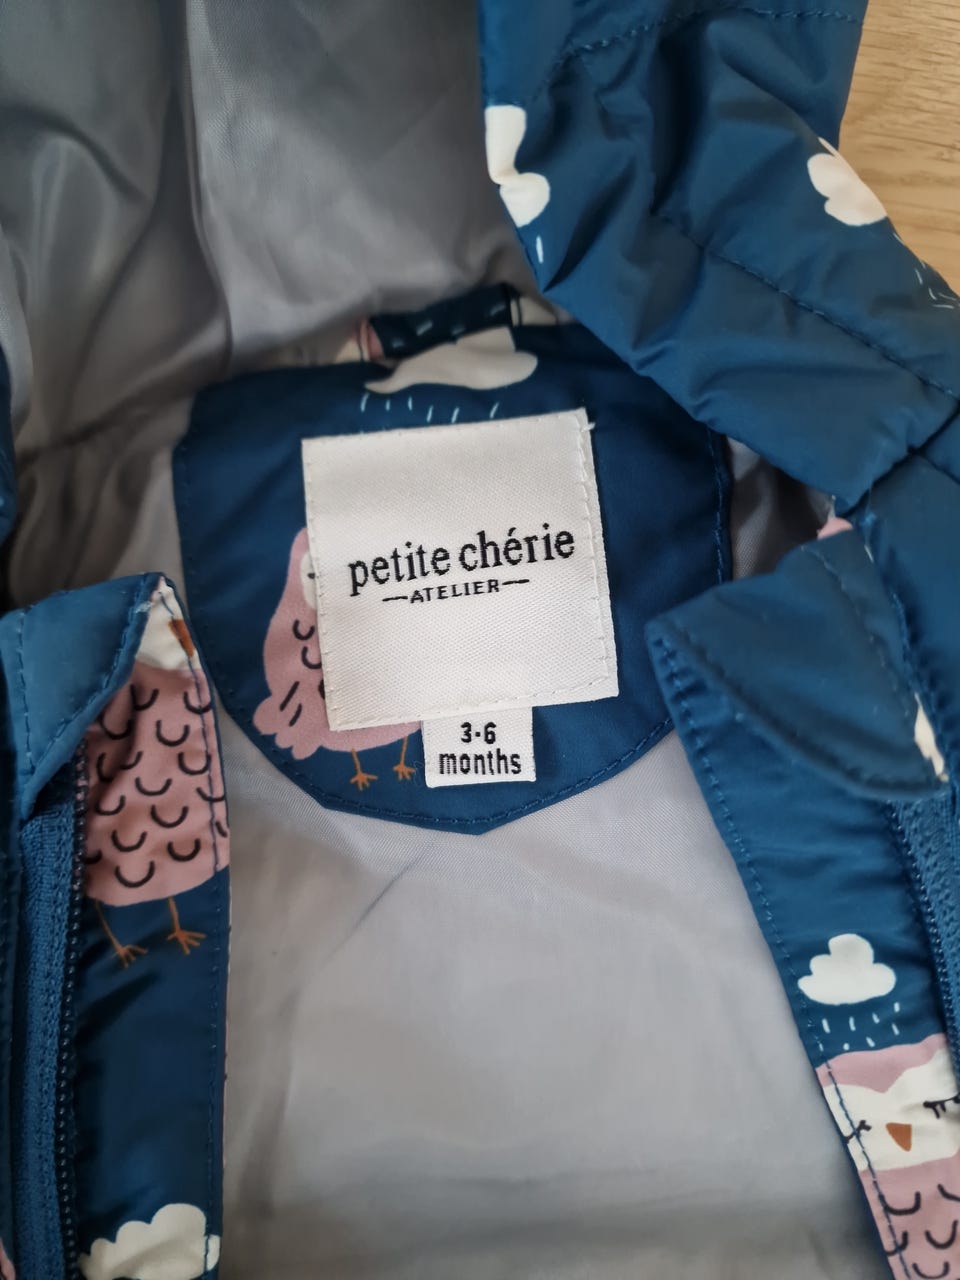 petite chérie
—ATELIER—
3-6
months